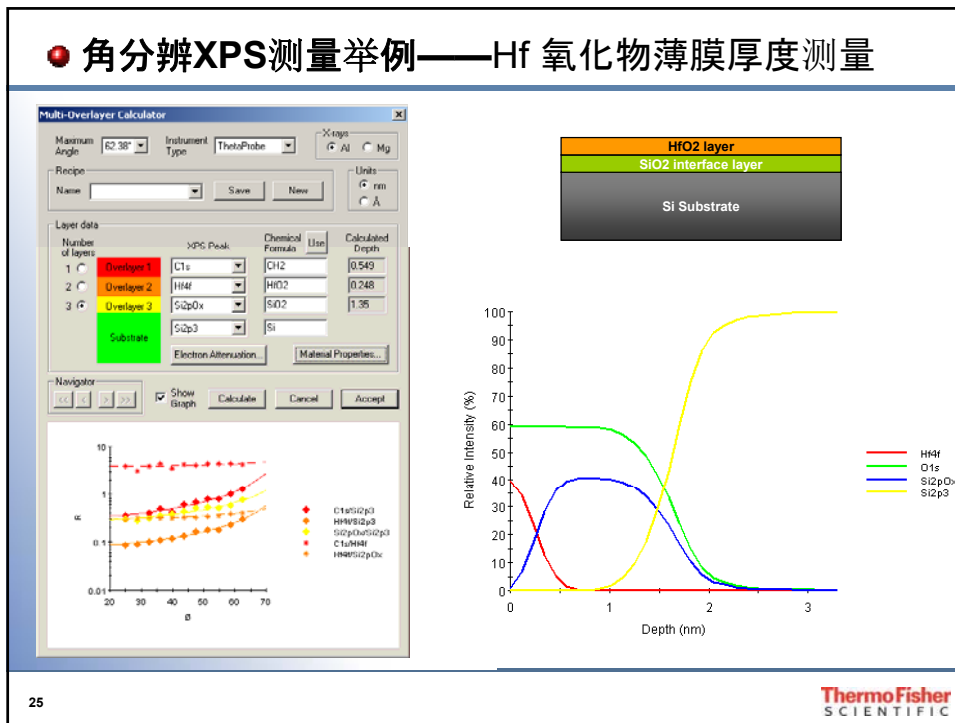 角分辨XPS测量举例——Hf 氧化物薄膜厚度测量
Multi-Overlayer Calculator
Maximum Angle 62.38° Instrument Type ThetaProbe X-rays Al Mg
Recipe
Name Save New
Units
nm
Å
Layer data
Number of layers XPS Peak Chemical Formula Use Calculated Depth
1 Overlayer 1 C1s CH2 0.549
2 Overlayer 2 Hf4f HfO2 0.248
3 Overlayer 3 Si2pOx SiO2 1.35
Substrate Si2p3 Si
Electron Attenuation... Material Properties...
Navigator
<< < > >> Show Graph Calculate Cancel Accept
10
1
0.1
0.01
R
20 30 40 50 60 70
ø
C1s/Si2p3
Hf4f/Si2p3
Si2pOx/Si2p3
C1s/Hf4f
Hf4f/Si2pOx
HfO2 layer
SiO2 interface layer
Si Substrate
Relative Intensity (%)
100
90
80
70
60
50
40
30
20
10
0
0 1 2 3
Depth (nm)
Hf4f
O1s
Si2pOx
Si2p3
25
ThermoFisher
SCIENTIFIC